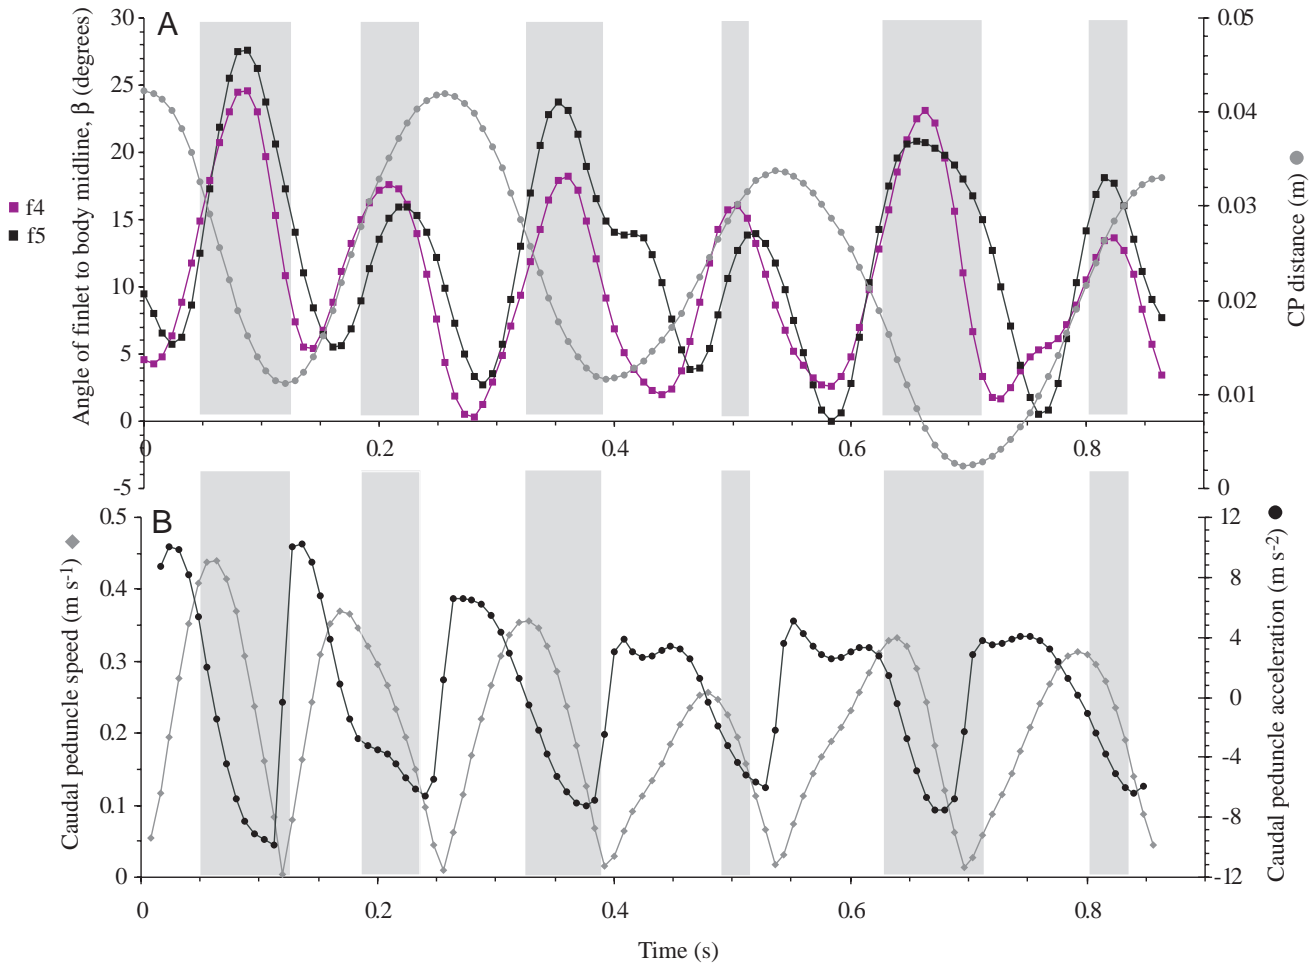 A
30
25
20
15
10
5
0
-5
Angle of finlet to body midline, β (degrees)
f4
f5
0.05
0.04
0.03
0.02
0.01
0
CP distance (m)
0 0.2 0.4 0.6 0.8
B
0.5
0.4
0.3
0.2
0.1
0
Caudal peduncle speed (m s-1)
12
8
4
0
-4
-8
-12
Caudal peduncle acceleration (m s-2)
0 0.2 0.4 0.6 0.8
Time (s)